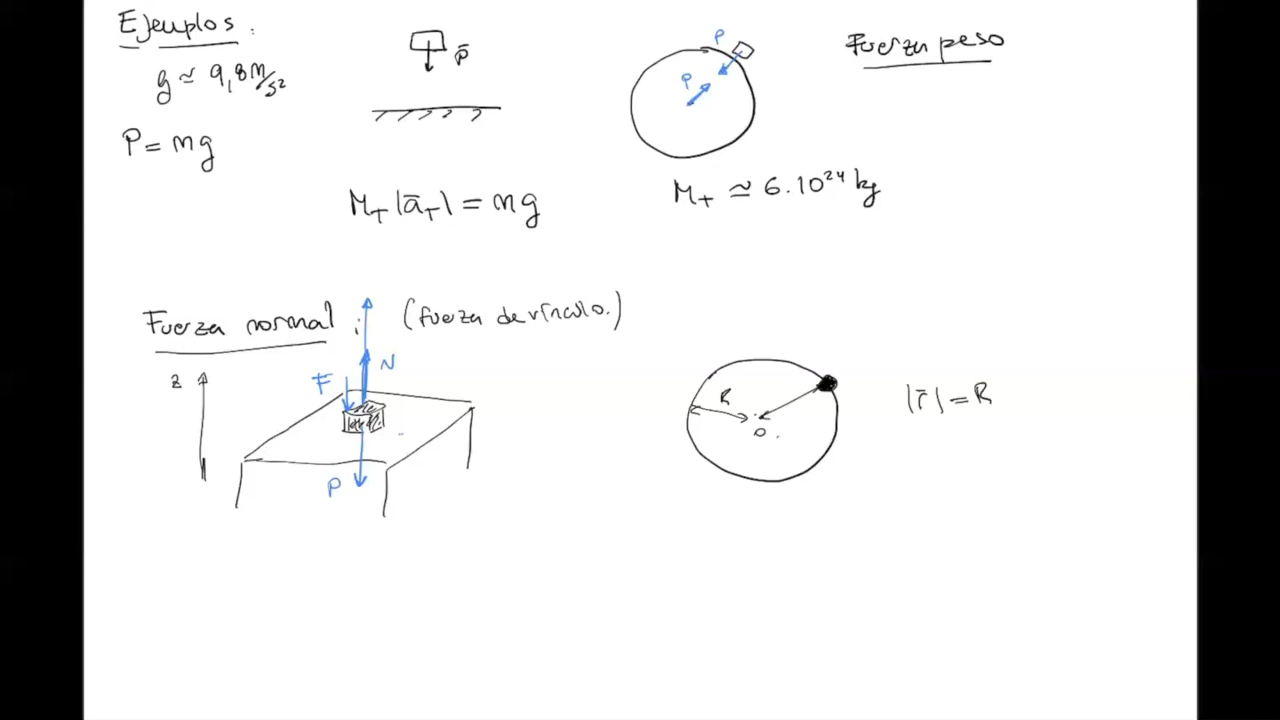 Ejemplos.
g ≃ 9,8 m/s²
P̄
P
P
Fuerza peso
P = mg
M_T |ā_T| = mg
M_T ≃ 6.10²⁴ kg
Fuerza normal: (fuerza de vínculo.)
z
F
N
P
R
O
|r̄| = R